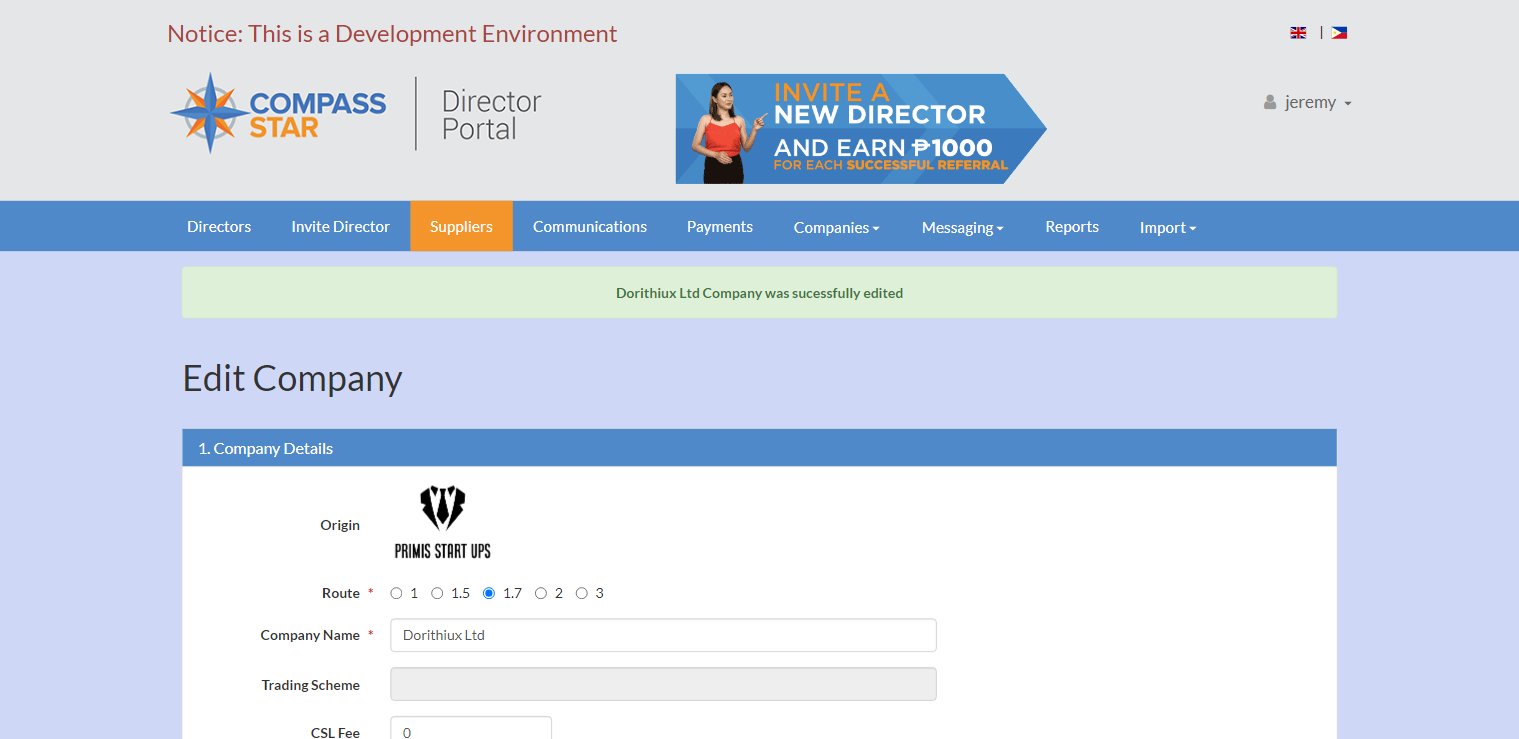 Notice: This is a Development Environment
|
COMPASS
STAR
Director
Portal
INVITE A
NEW DIRECTOR
AND EARN ₱1000
FOR EACH SUCCESSFUL REFERRAL
jeremy
Directors Invite Director Suppliers Communications Payments Companies Messaging Reports Import
Dorithiux Ltd Company was sucessfully edited
Edit Company
1. Company Details
Origin
PRIMIS START UPS
Route * 1 1.5 1.7 2 3
Company Name * Dorithiux Ltd
Trading Scheme
CSL Fee 0